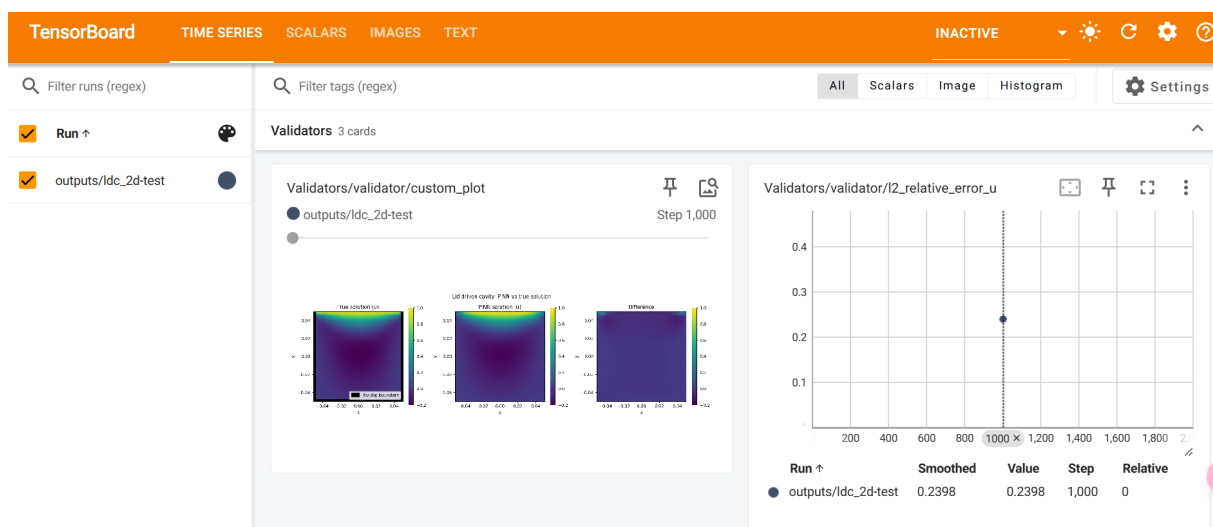 TensorBoard TIME SERIES SCALARS IMAGES TEXT INACTIVE
Filter runs (regex)
Filter tags (regex)
All Scalars Image Histogram
Settings
Run ↑
Validators 3 cards
outputs/ldc_2d-test
Validators/validator/custom_plot
outputs/ldc_2d-test Step 1,000
Lid driven cavity: PINN vs true solution
True solution (u) PINN solution (u) Difference
No slip boundary
Validators/validator/l2_relative_error_u
0.4
0.3
0.2
0.1
200 400 600 800 1000 × 1,200 1,400 1,600 1,800
Run ↑ Smoothed Value Step Relative
outputs/ldc_2d-test 0.2398 0.2398 1,000 0